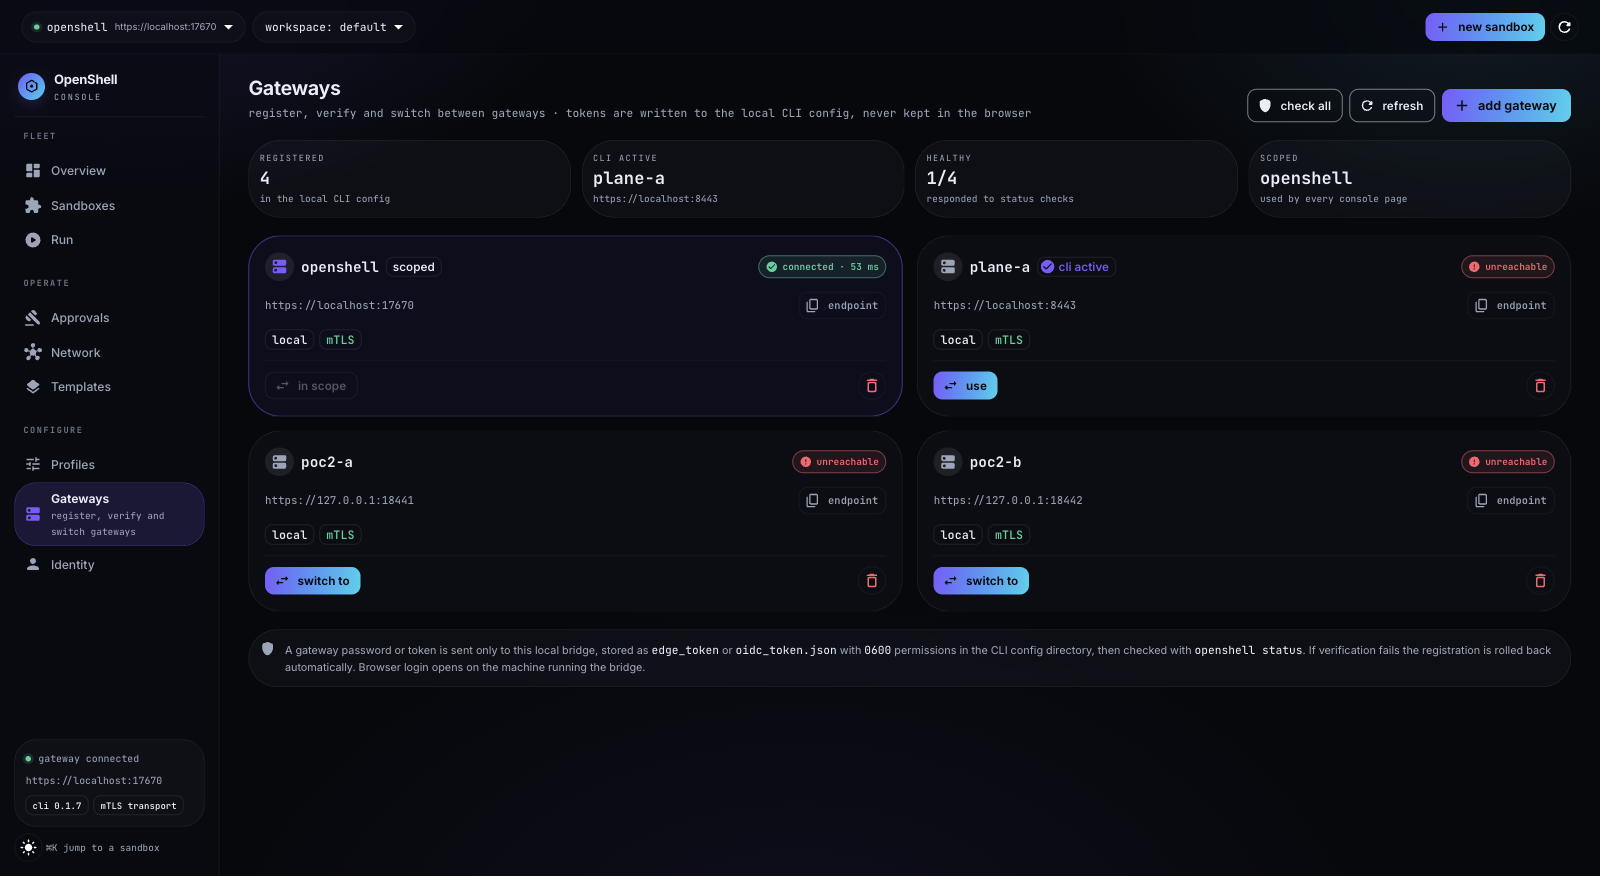 openshell https://localhost:17670
workspace: default
new sandbox
OpenShell
CONSOLE
FLEET
Overview
Sandboxes
Run
OPERATE
Approvals
Network
Templates
CONFIGURE
Profiles
Gateways
register, verify and
switch gateways
Identity
gateway connected
https://localhost:17670
cli 0.1.7 mTLS transport
⌘K jump to a sandbox
Gateways
register, verify and switch between gateways · tokens are written to the local CLI config, never kept in the browser
check all
refresh
add gateway
REGISTERED
4
in the local CLI config
CLI ACTIVE
plane-a
https://localhost:8443
HEALTHY
1/4
responded to status checks
SCOPED
openshell
used by every console page
openshell scoped connected · 53 ms
https://localhost:17670 endpoint
local mTLS
in scope
plane-a cli active unreachable
https://localhost:8443 endpoint
local mTLS
use
poc2-a unreachable
https://127.0.0.1:18441 endpoint
local mTLS
switch to
poc2-b unreachable
https://127.0.0.1:18442 endpoint
local mTLS
switch to
A gateway password or token is sent only to this local bridge, stored as edge_token or oidc_token.json with 0600 permissions in the CLI config directory, then checked with openshell status. If verification fails the registration is rolled back
automatically. Browser login opens on the machine running the bridge.